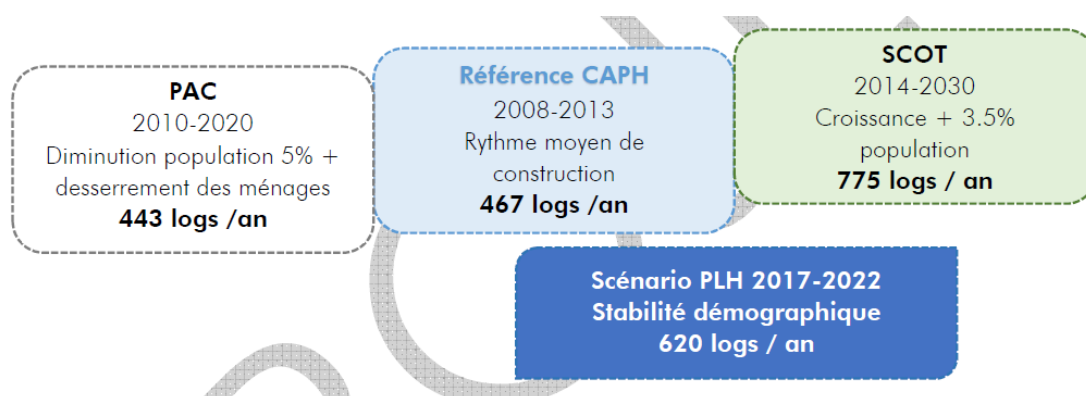 PAC
2010-2020
Diminution population 5% +
desserrement des ménages
443 logs /an
Référence CAPH
2008-2013
Rythme moyen de
construction
467 logs /an
SCOT
2014-2030
Croissance + 3.5%
population
775 logs / an
Scénario PLH 2017-2022
Stabilité démographique
620 logs / an